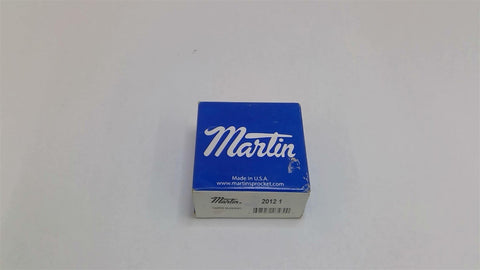 Martin
Made in U.S.A.
www.martinsprocket.com
Martin
2012 1